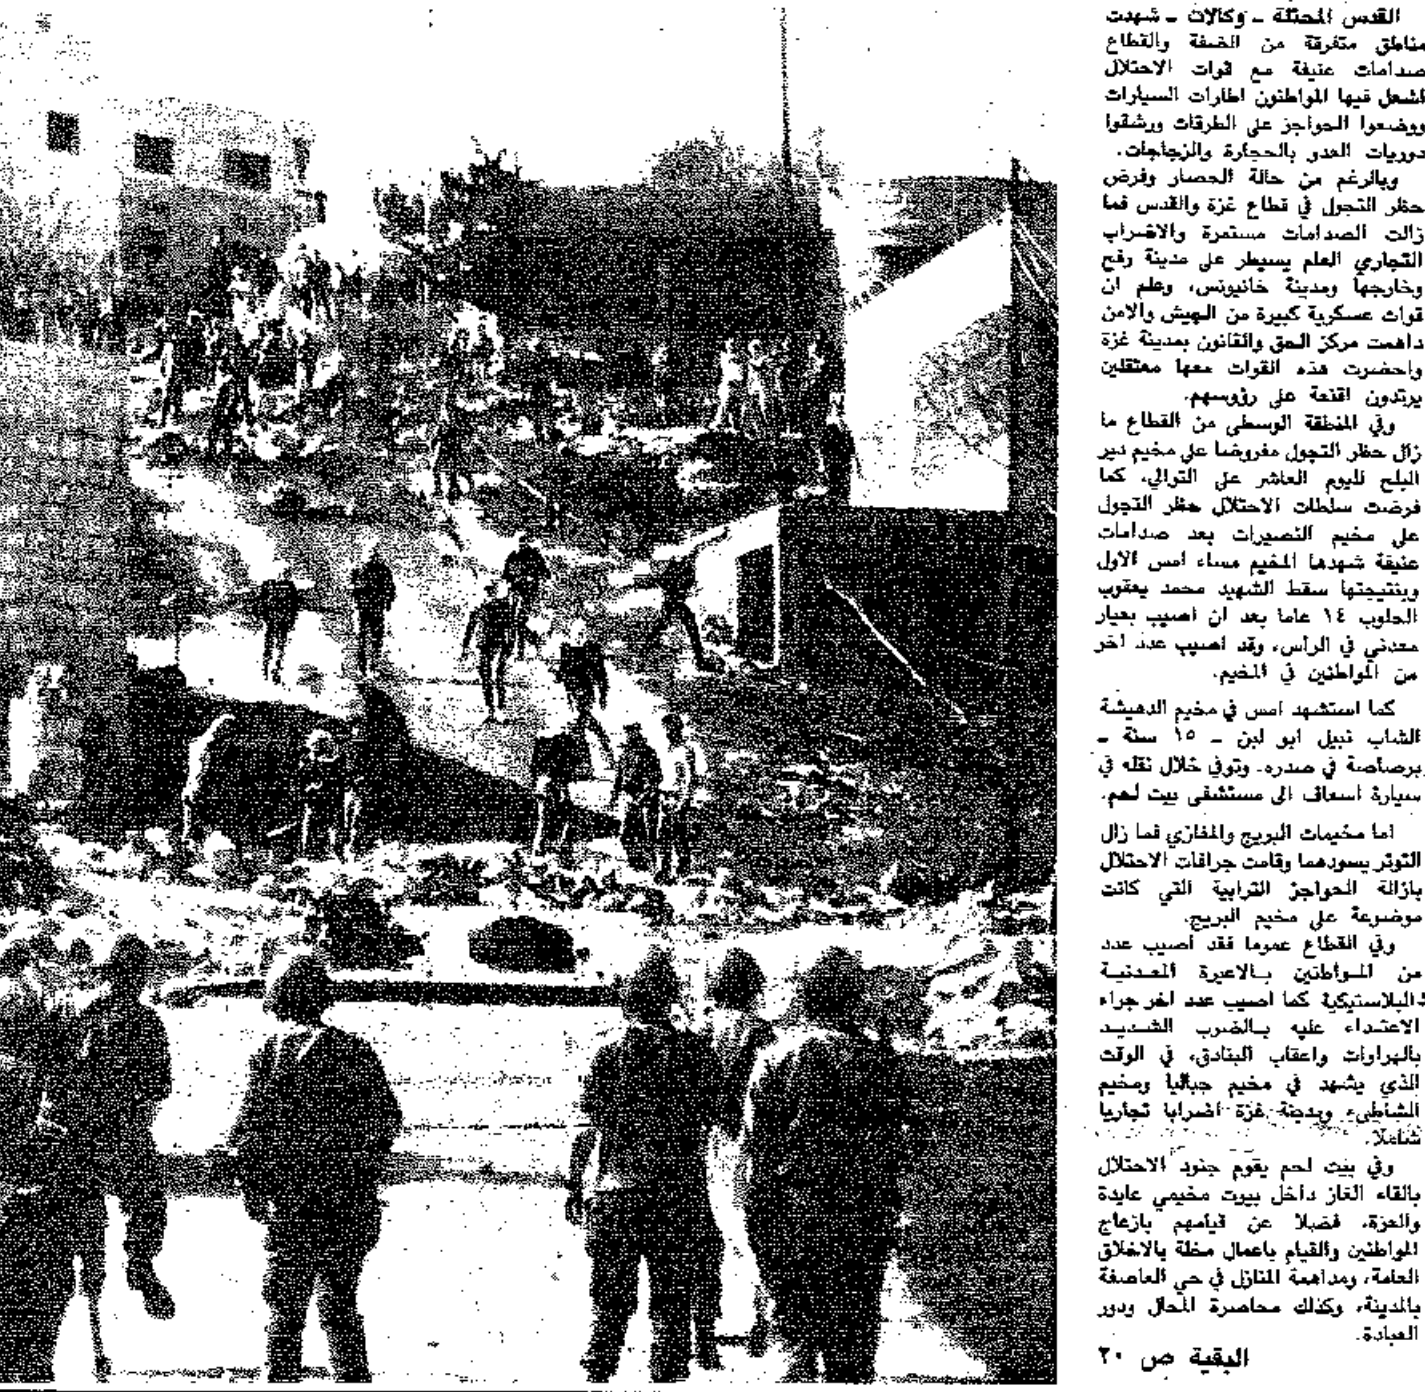 القدس المحتلة - وكالات - شهدت
مناطق متفرقة من الضفة والقطاع
صدامات عنيفة مع قوات الاحتلال
اشعل فيها المواطنون اطارات السيارات
ووضعوا الحواجز على الطرقات ورشقوا
دوريات العدو بالحجارة والزجاجات.
وبالرغم من حالة الحصار وفرض
حظر التجول في قطاع غزة والقدس فما
زالت الصدامات مستمرة والاضراب
التجاري العام يسيطر على مدينة رفح
وخارجها ومدينة خانيونس، وعلم ان
قوات عسكرية كبيرة من الجيش والامن
داهمت مركز الحق والقانون بمدينة غزة
واحضرت هذه القوات معها معتقلين
يرتدون اقنعة على رؤوسهم.
وفي المنطقة الوسطى من القطاع ما
زال حظر التجول مفروضا على مخيم دير
البلح لليوم العاشر على التوالي، كما
فرضت سلطات الاحتلال حظر التجول
على مخيم النصيرات بعد صدامات
عنيفة شهدها المخيم مساء امس الاول
وبنتيجتها سقط الشهيد محمد يعقوب
الحلوب ١٤ عاما بعد ان اصيب بعيار
معدني في الرأس، وقد اصيب عدد اخر
من المواطنين في المخيم.
كما استشهد امس في مخيم الدهيشة
الشاب نبيل ابو لبن - ١٥ سنة -
برصاصة في صدره. وتوفي خلال نقله في
سيارة اسعاف الى مستشفى بيت لحم.
اما مخيمات البريج والمغازي فما زال
التوتر يسودهما وقامت جرافات الاحتلال
بازالة الحواجز الترابية التي كانت
موضوعة على مخيم البريج.
وفي القطاع عموما فقد اصيب عدد
من المواطنين بالاعيرة المعدنية
البلاستيكية كما اصيب عدد اخر جراء
الاعتداء عليه بالضرب الشديد
بالهراوات واعقاب البنادق، في الوقت
الذي يشهد في مخيم جباليا ومخيم
الشاطىء ومدينة غزة اضرابا تجاريا
شاملا.
وفي بيت لحم يقوم جنود الاحتلال
بالقاء الغاز داخل بيوت مخيمي عايدة
والعزة، فضلا عن قيامهم بازعاج
المواطنين والقيام باعمال مخلة بالاخلاق
العامة، ومداهمة المنازل في حي العاصفة
بالمدينة، وكذلك محاصرة المحال ودور
العبادة.
البقية ص ٢٠